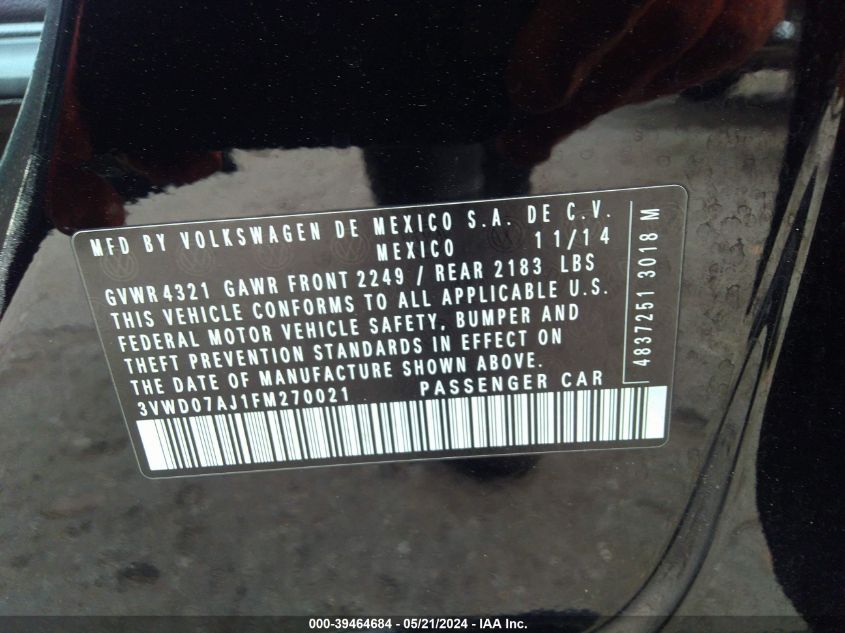 MFD BY VOLKSWAGEN DE MEXICO S.A. DE C.V.
MEXICO 11/14
GVWR 4321 GAWR FRONT 2249 / REAR 2183 LBS
THIS VEHICLE CONFORMS TO ALL APPLICABLE U.S.
FEDERAL MOTOR VEHICLE SAFETY, BUMPER AND
THEFT PREVENTION STANDARDS IN EFFECT ON
THE DATE OF MANUFACTURE SHOWN ABOVE.
3VWD07AJ1FM270021 PASSENGER CAR
4837251 3018 M
000-39464684 - 05/21/2024 - IAA Inc.